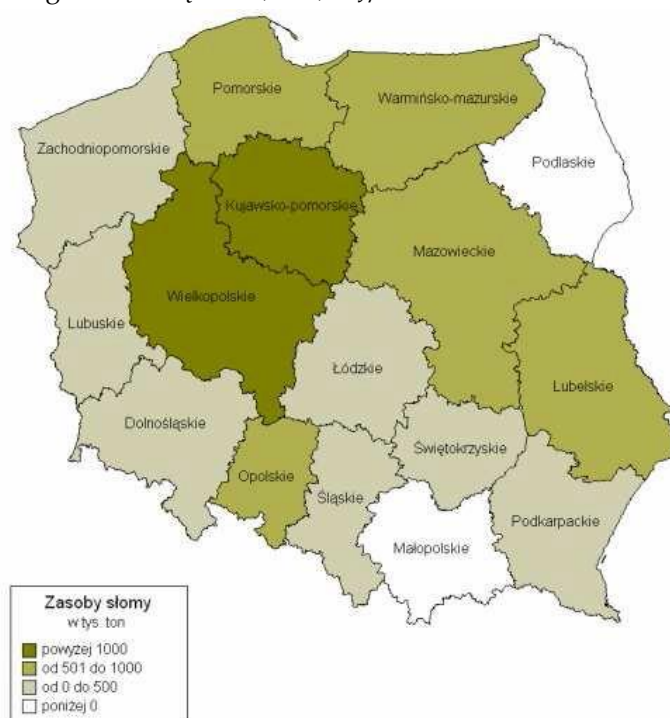 Pomorskie
Warmińsko-mazurskie
Zachodniopomorskie
Podlaskie
Kujawsko-pomorskie
Mazowieckie
Wielkopolskie
Lubuskie
Łódzkie
Lubelskie
Dolnośląskie
Świętokrzyskie
Opolskie
Śląskie
Podkarpackie
Małopolskie
Zasoby słomy
w tys. ton
powyżej 1000
od 501 do 1000
od 0 do 500
poniżej 0